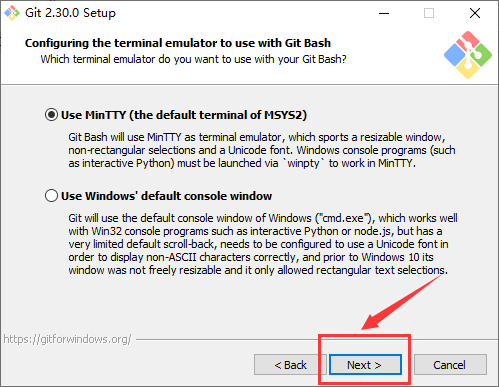 Git 2.30.0 Setup
Configuring the terminal emulator to use with Git Bash
Which terminal emulator do you want to use with your Git Bash?
Use MinTTY (the default terminal of MSYS2)
Git Bash will use MinTTY as terminal emulator, which sports a resizable window,
non-rectangular selections and a Unicode font. Windows console programs (such
as interactive Python) must be launched via `winpty` to work in MinTTY.
Use Windows' default console window
Git will use the default console window of Windows ("cmd.exe"), which works well
with Win32 console programs such as interactive Python or node.js, but has a
very limited default scroll-back, needs to be configured to use a Unicode font in
order to display non-ASCII characters correctly, and prior to Windows 10 its
window was not freely resizable and it only allowed rectangular text selections.
https://gitforwindows.org/
< Back
Next >
Cancel